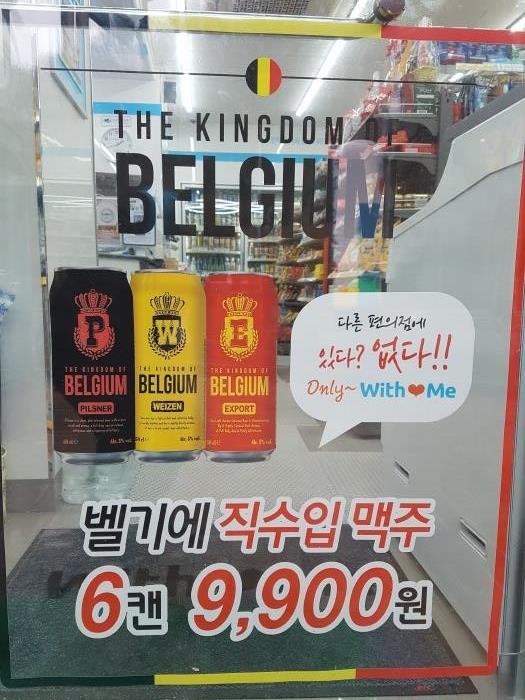 THE KINGDOM OF
BELGIUM
P
THE KINGDOM OF
BELGIUM
PILSNER
W
THE KINGDOM OF
BELGIUM
WEIZEN
E
THE KINGDOM OF
BELGIUM
EXPORT
다른 편의점에
있다? 없다!!
Only~ With Me
벨기에 직수입 맥주
6캔 9,900원